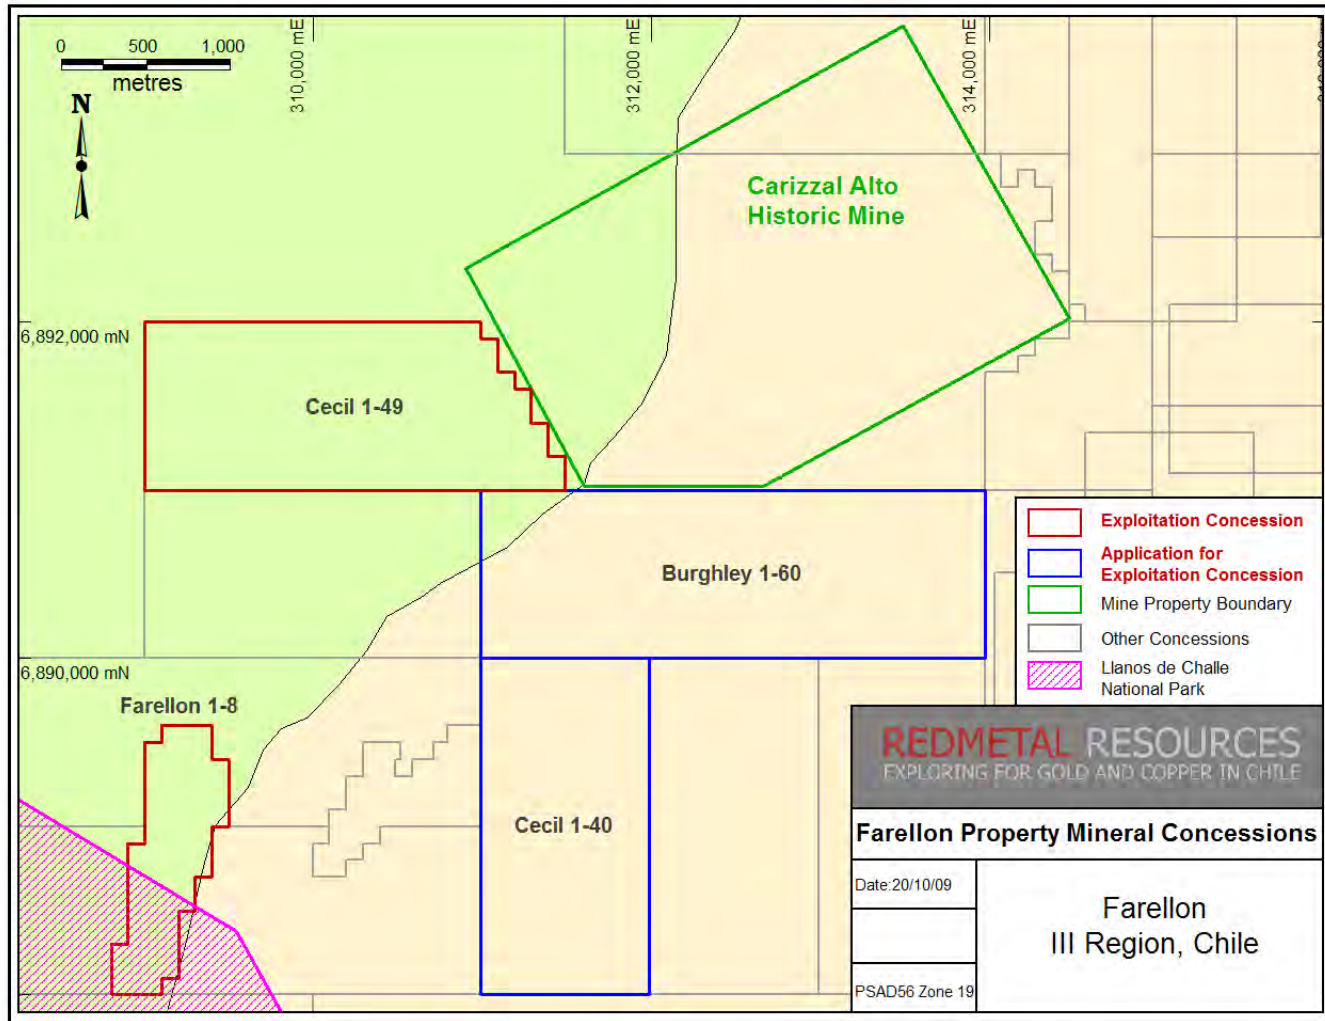 0 500 1,000
metres
N
310,000 mE
312,000 mE
314,000 mE
Carizzal Alto
Historic Mine
6,892,000 mN
Cecil 1-49
Burghley 1-60
6,890,000 mN
Farellon 1-8
Cecil 1-40
Exploitation Concession
Application for
Exploitation Concession
Mine Property Boundary
Other Concessions
Llanos de Challe
National Park
REDMETAL RESOURCES
EXPLORING FOR GOLD AND COPPER IN CHILE
Farellon Property Mineral Concessions
Date:20/10/09
Farellon
III Region, Chile
PSAD56 Zone 19